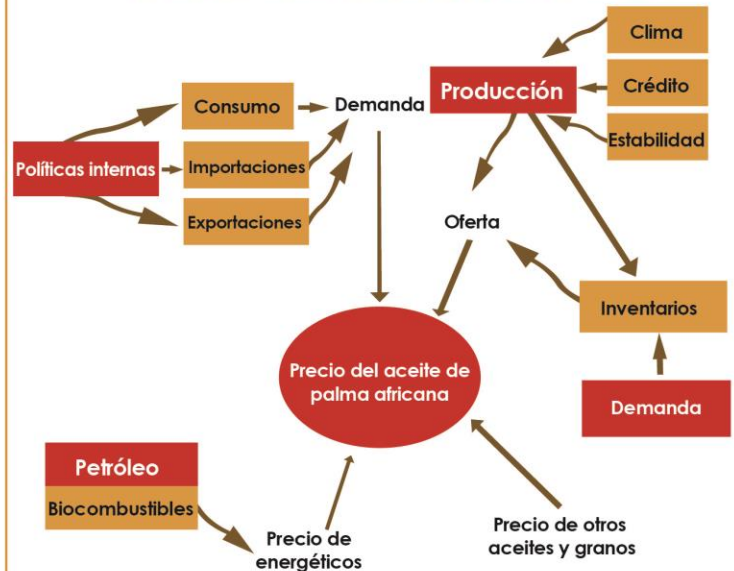 Clima
Crédito
Estabilidad
Producción
Consumo
Demanda
Políticas internas
Importaciones
Exportaciones
Oferta
Inventarios
Demanda
Precio del aceite de
palma africana
Petróleo
Biocombustibles
Precio de
energéticos
Precio de otros
aceites y granos